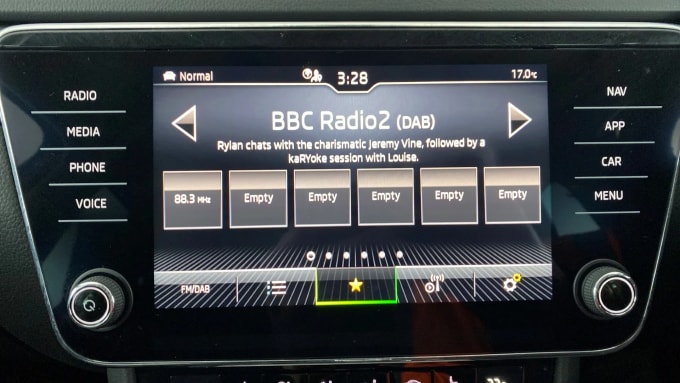 RADIO
MEDIA
PHONE
VOICE
Normal
3:28
17.0°C
BBC Radio2 (DAB)
Rylan chats with the charismatic Jeremy Vine, followed by a
kaRYoke session with Louise.
88.3 MHz
Empty
Empty
Empty
Empty
Empty
FM/DAB
NAV
APP
CAR
MENU